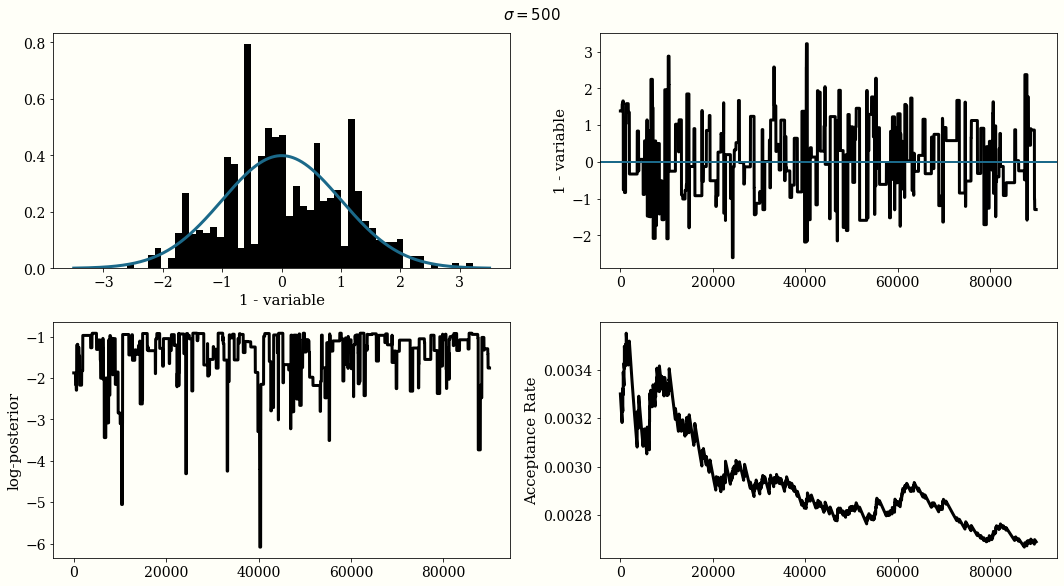 σ = 500
0.8
0.6
0.4
0.2
0.0
−3 −2 −1 0 1 2 3
1 - variable
1 - variable
3
2
1
0
−1
−2
0 20000 40000 60000 80000
log-posterior
−1
−2
−3
−4
−5
−6
0 20000 40000 60000 80000
Acceptance Rate
0.0034
0.0032
0.0030
0.0028
0 20000 40000 60000 80000